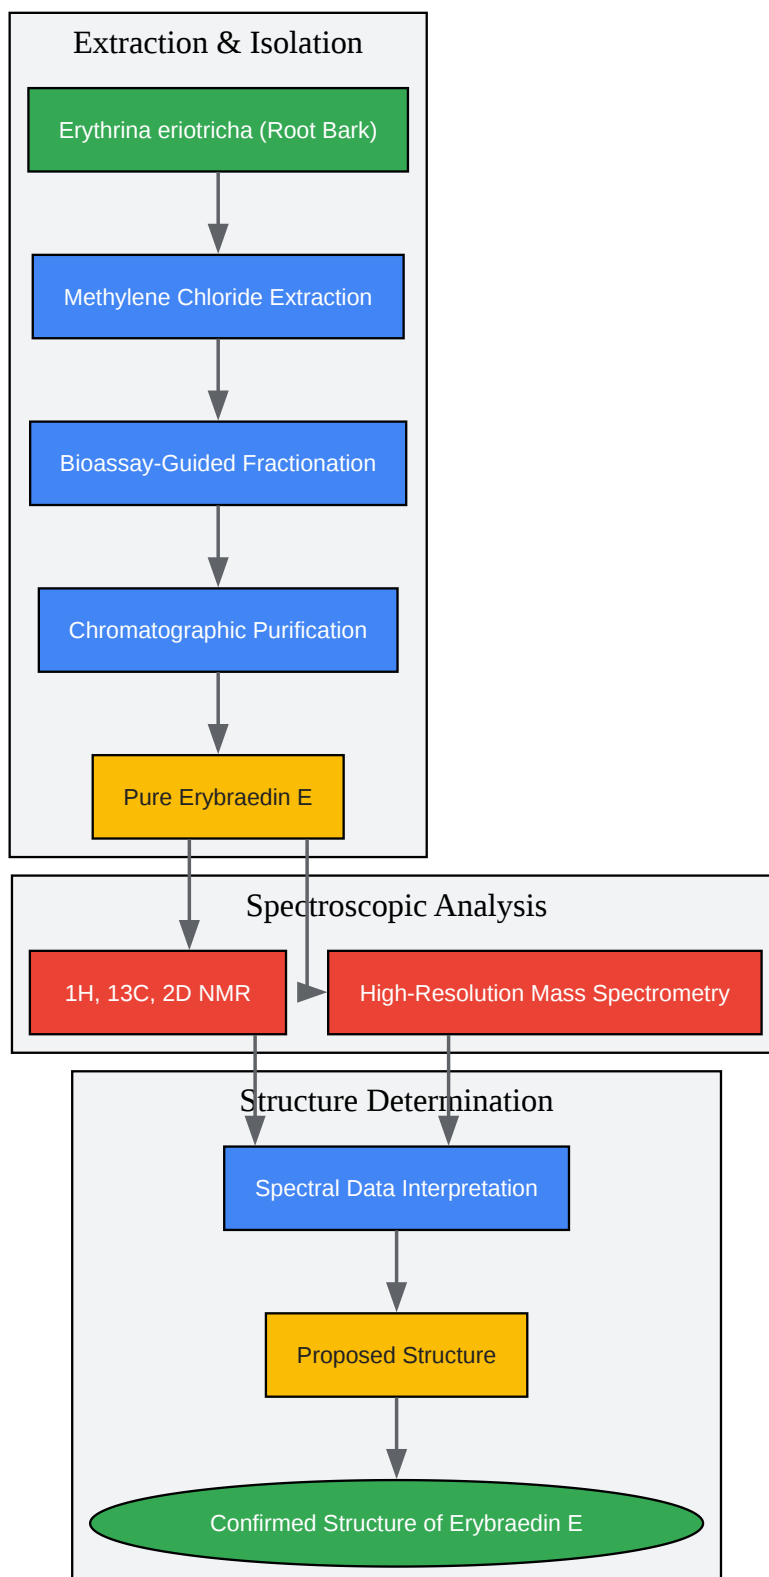 Extraction & Isolation
Erythrina eriotricha (Root Bark)
Methylene Chloride Extraction
Bioassay-Guided Fractionation
Chromatographic Purification
Pure Erybraedin E
Spectroscopic Analysis
1H, 13C, 2D NMR
High-Resolution Mass Spectrometry
Structure Determination
Spectral Data Interpretation
Proposed Structure
Confirmed Structure of Erybraedin E